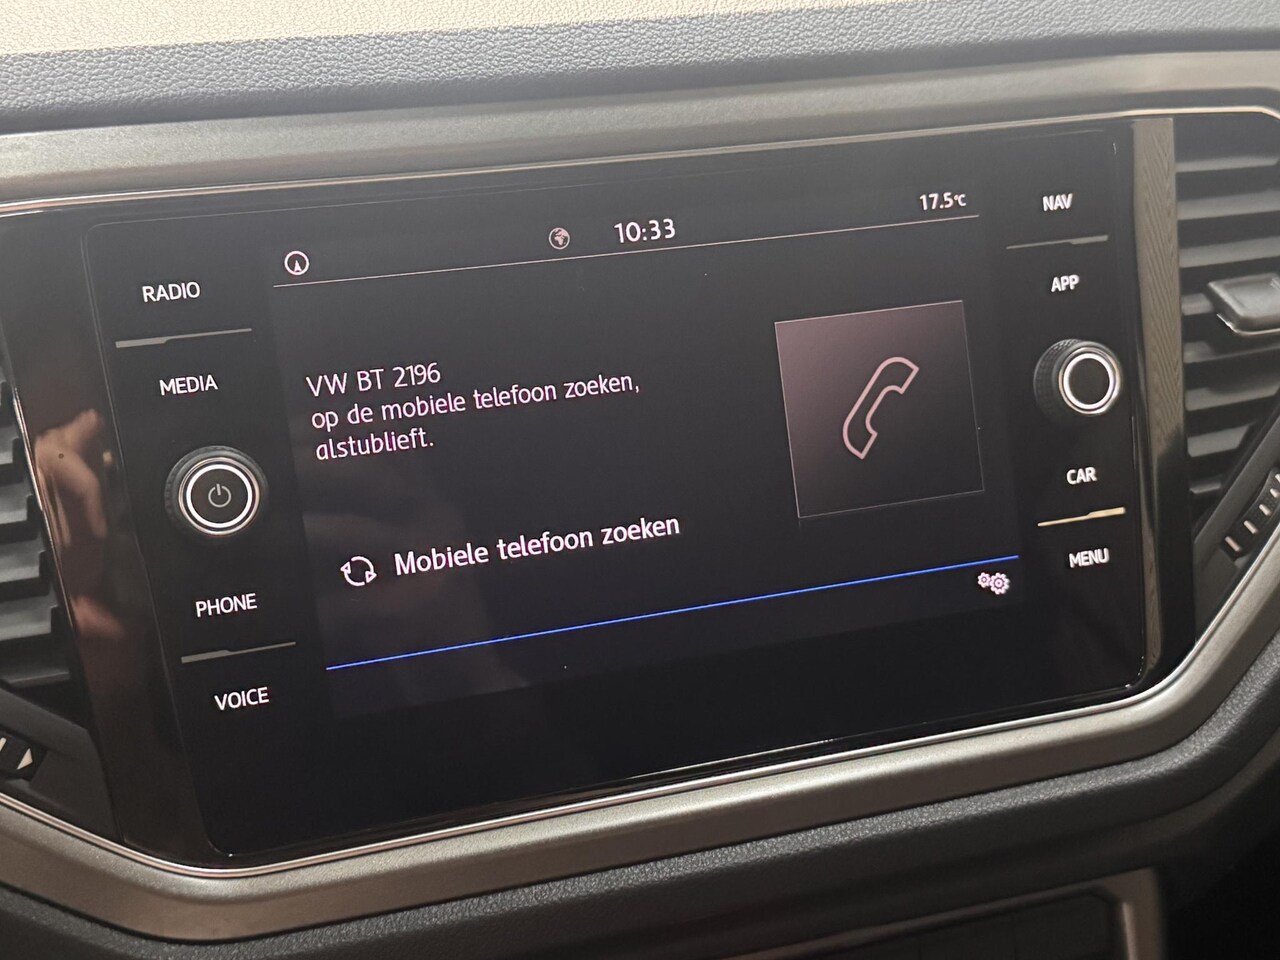 10:33
17.5°C
NAV
APP
RADIO
MEDIA
VW BT 2196
op de mobiele telefoon zoeken,
alstublieft.
CAR
Mobiele telefoon zoeken
MENU
PHONE
VOICE